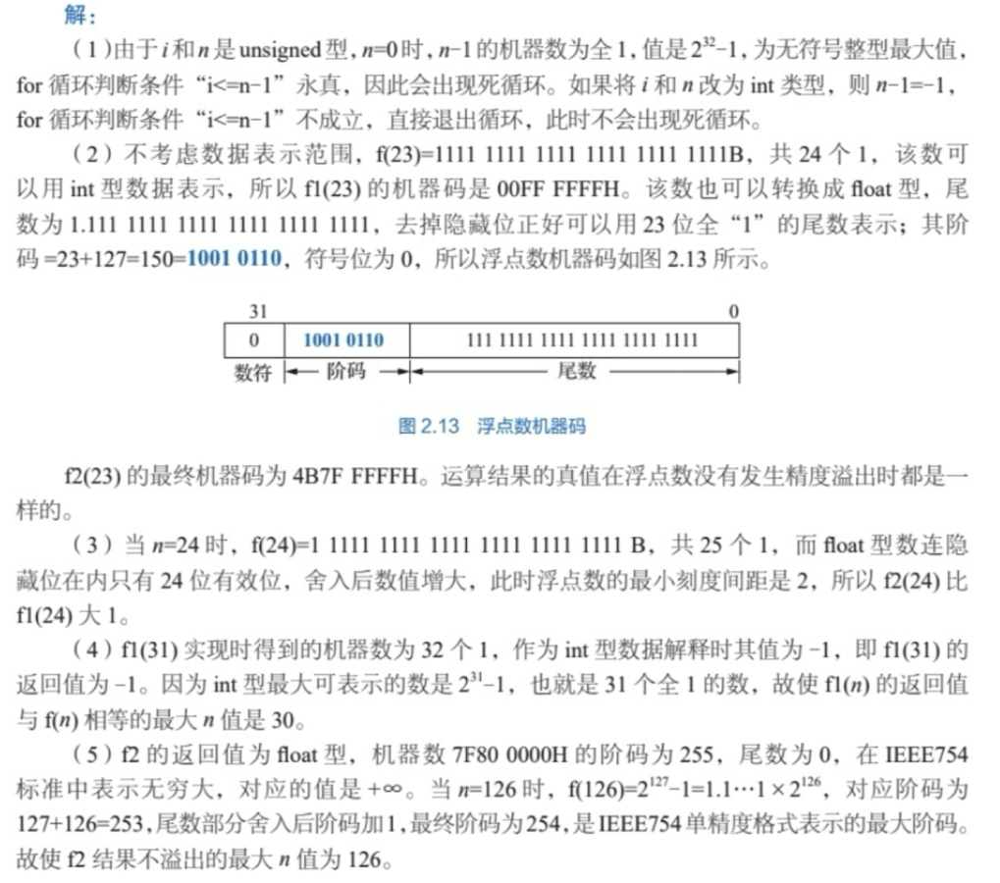 解：
（1）由于 i 和 n 是 unsigned 型，n=0 时，n−1 的机器数为全 1，值是 2³²−1，为无符号整型最大值，
for 循环判断条件“i<=n−1”永真，因此会出现死循环。如果将 i 和 n 改为 int 类型，则 n−1=−1，
for 循环判断条件“i<=n−1”不成立，直接退出循环，此时不会出现死循环。
（2）不考虑数据表示范围，f(23)=1111 1111 1111 1111 1111 1111B，共 24 个 1，该数可
以用 int 型数据表示，所以 f1(23) 的机器码是 00FF FFFFH。该数也可以转换成 float 型，尾
数为 1.111 1111 1111 1111 1111 1111，去掉隐藏位正好可以用 23 位全“1”的尾数表示；其阶
码 =23+127=150=1001 0110，符号位为 0，所以浮点数机器码如图 2.13 所示。
31 0
0 1001 0110 111 1111 1111 1111 1111 1111
数符 阶码 尾数
图 2.13 浮点数机器码
f2(23) 的最终机器码为 4B7F FFFFH。运算结果的真值在浮点数没有发生精度溢出时都是一
样的。
（3）当 n=24 时，f(24)=1 1111 1111 1111 1111 1111 1111 B，共 25 个 1，而 float 型数连隐
藏位在内只有 24 位有效位，舍入后数值增大，此时浮点数的最小刻度间距是 2，所以 f2(24) 比
f1(24) 大 1。
（4）f1(31) 实现时得到的机器数为 32 个 1，作为 int 型数据解释时其值为 −1，即 f1(31) 的
返回值为 −1。因为 int 型最大可表示的数是 2³¹−1，也就是 31 个全 1 的数，故使 f1(n) 的返回值
与 f(n) 相等的最大 n 值是 30。
（5）f2 的返回值为 float 型，机器数 7F80 0000H 的阶码为 255，尾数为 0，在 IEEE754
标准中表示无穷大，对应的值是 +∞。当 n=126 时，f(126)=2¹²⁷−1=1.1⋯1 × 2¹²⁶，对应阶码为
127+126=253，尾数部分舍入后阶码加 1，最终阶码为 254，是 IEEE754 单精度格式表示的最大阶码。
故使 f2 结果不溢出的最大 n 值为 126。